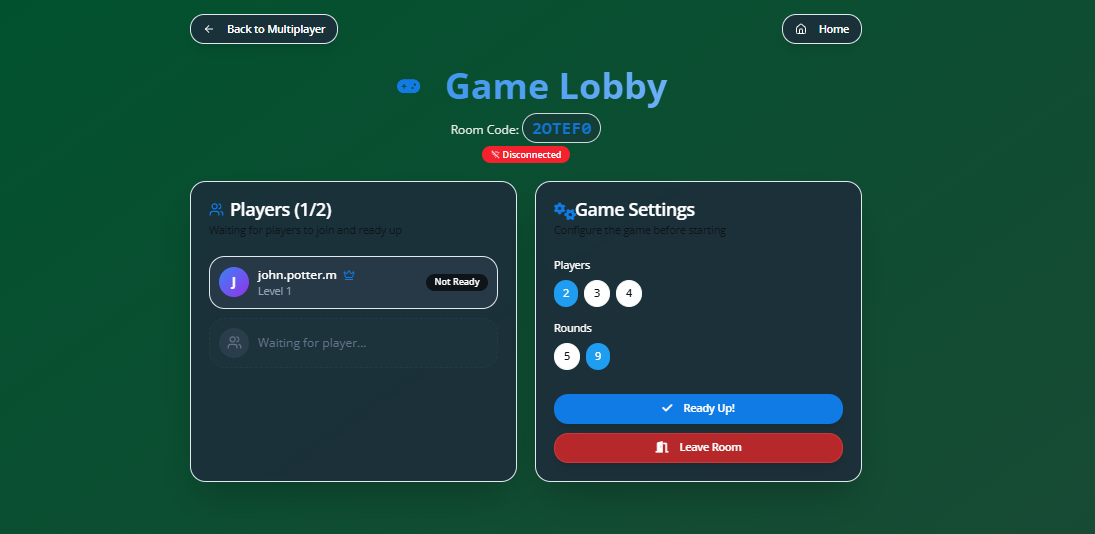 Back to Multiplayer
Home
Game Lobby
Room Code: 2OTEF0
Disconnected
Players (1/2)
Waiting for players to join and ready up
J
john.potter.m
Level 1
Not Ready
Waiting for player...
Game Settings
Configure the game before starting
Players
2 3 4
Rounds
5 9
Ready Up!
Leave Room